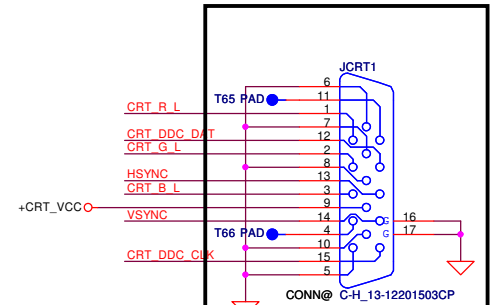 JCRT1
6
T65 PAD 11
CRT_R_L 1
7
CRT_DDC_DAT 12
CRT_G_L 2
8
HSYNC 13
CRT_B_L 3
+CRT_VCC 9
VSYNC 14 G 16
T66 PAD 4 G 17
10
CRT_DDC_CLK 15
5
CONN@ C-H_13-12201503CP